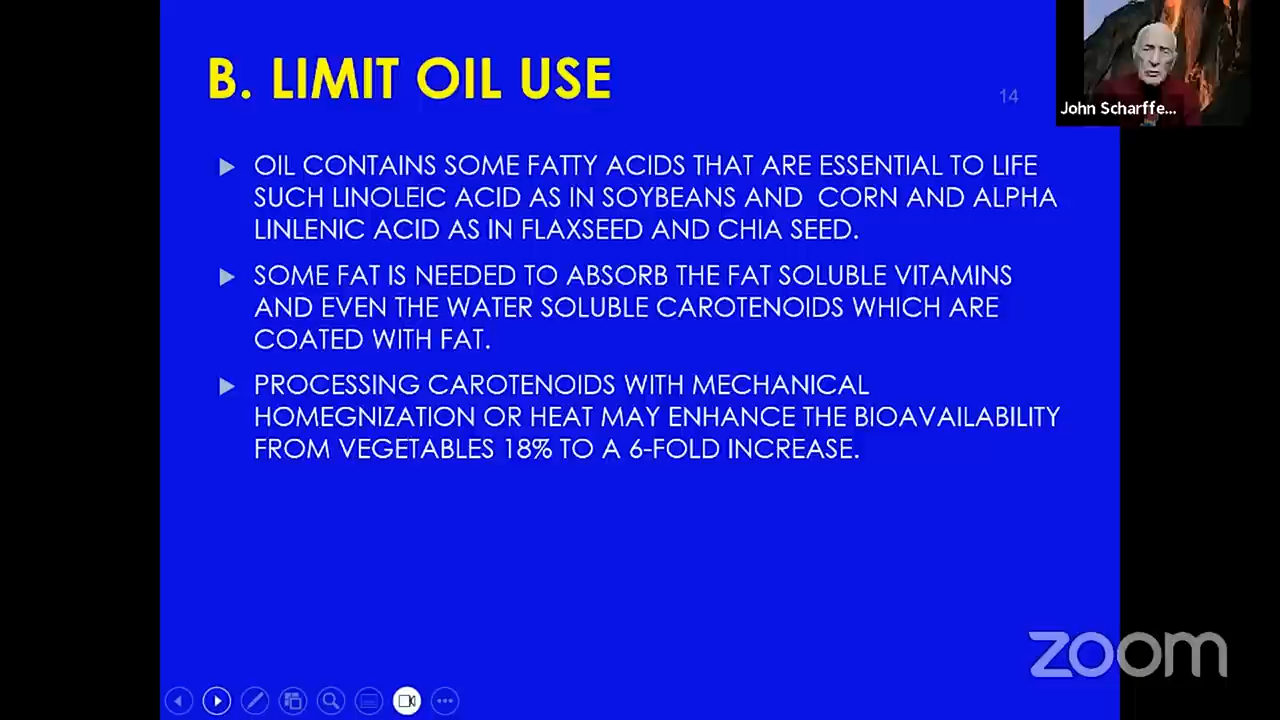 B. LIMIT OIL USE
14
John Scharffe...
OIL CONTAINS SOME FATTY ACIDS THAT ARE ESSENTIAL TO LIFE
SUCH LINOLEIC ACID AS IN SOYBEANS AND CORN AND ALPHA
LINLENIC ACID AS IN FLAXSEED AND CHIA SEED.
SOME FAT IS NEEDED TO ABSORB THE FAT SOLUBLE VITAMINS
AND EVEN THE WATER SOLUBLE CAROTENOIDS WHICH ARE
COATED WITH FAT.
PROCESSING CAROTENOIDS WITH MECHANICAL
HOMEGNIZATION OR HEAT MAY ENHANCE THE BIOAVAILABILITY
FROM VEGETABLES 18% TO A 6-FOLD INCREASE.
zoom